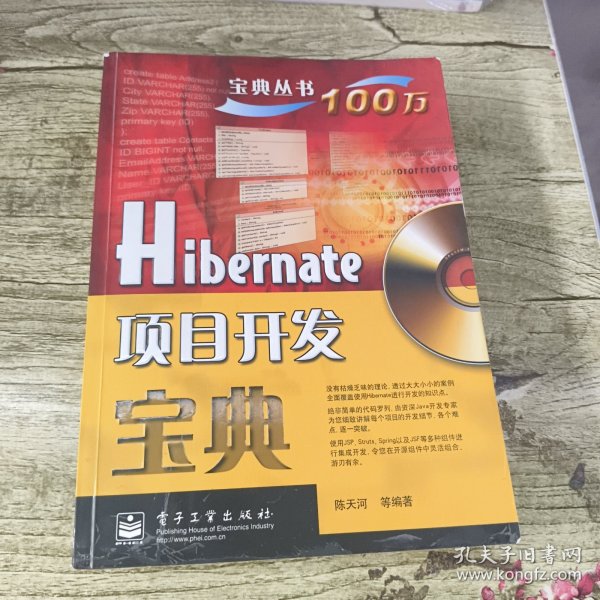 宝典丛书
100万
create table Address2 (
ID VARCHAR(255) not nu
City VARCHAR(255)
State VARCHAR(255)
Zip VARCHAR(255),
primary key (ID)
);
create table Contacts
ID BIGINT not null,
EmailAddress VARCH
Name VARCHAR(255)
Hibernate
项目开发
宝典
没有枯燥乏味的理论,通过大大小小的案例
全面覆盖使用Hibernate进行开发的知识点。
绝非简单的代码罗列,由资深Java开发专家
为您细致讲解每个项目的开发细节,各个难
点,逐一突破。
使用JSP、Struts、Spring以及JSF等多种组件进
行集成开发,令您在开源组件中灵活组合,
游刃有余。
陈天河 等编著
PHEI
电子工业出版社
Publishing House of Electronics Industry
http://www.phei.com.cn
孔夫子旧书网
www.kongfz.com